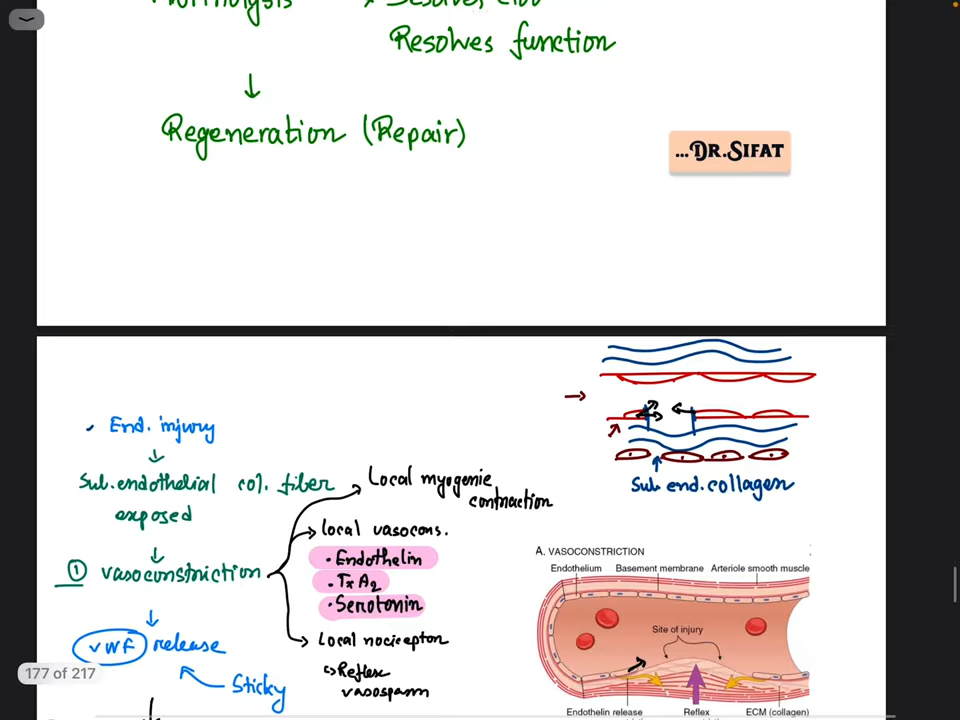 Resolves function
↓
Regeneration (Repair)
...DR.SIFAT
End. injury
↓
Sub.endothelial col. fiber
exposed
↓
① vasoconstriction
↓
vWF release
Sticky
Local myogenic
contraction
Local vasocons.
• Endothelin
• TxA2
• Serotonin
Local nociceptor
Reflex
vasospasm
Sub end. collagen
A. VASOCONSTRICTION
Endothelium Basement membrane Arteriole smooth muscle
Site of injury
Endothelin release Reflex ECM (collagen)
177 of 217